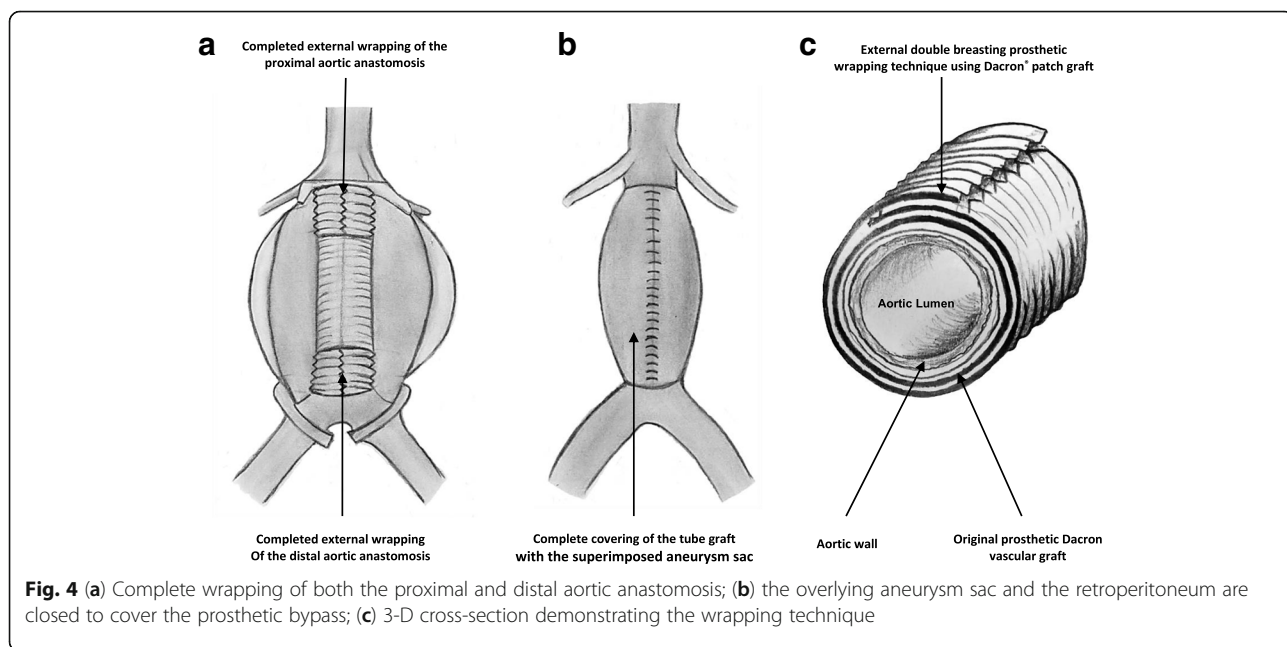 a
Completed external wrapping of the
proximal aortic anastomosis
b
c
External double breasting prosthetic
wrapping technique using Dacron® patch graft
Aortic Lumen
Completed external wrapping
Of the distal aortic anastomosis
Complete covering of the tube graft
with the superimposed aneurysm sac
Aortic wall
Original prosthetic Dacron
vascular graft
Fig. 4 (a) Complete wrapping of both the proximal and distal aortic anastomosis; (b) the overlying aneurysm sac and the retroperitoneum are
closed to cover the prosthetic bypass; (c) 3-D cross-section demonstrating the wrapping technique